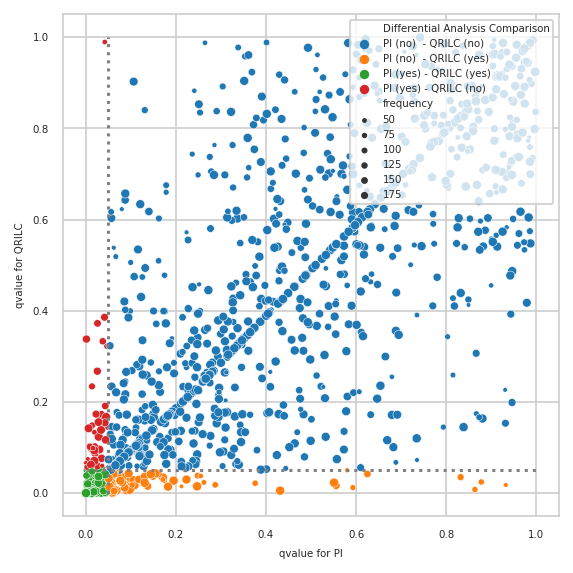 Differential Analysis Comparison
PI (no)  - QRILC (no)
PI (no)  - QRILC (yes)
PI (yes) - QRILC (yes)
PI (yes) - QRILC (no)
frequency
50
75
100
125
150
175
1.0
0.8
0.6
0.4
0.2
0.0
qvalue for QRILC
0.0 0.2 0.4 0.6 0.8 1.0
qvalue for PI